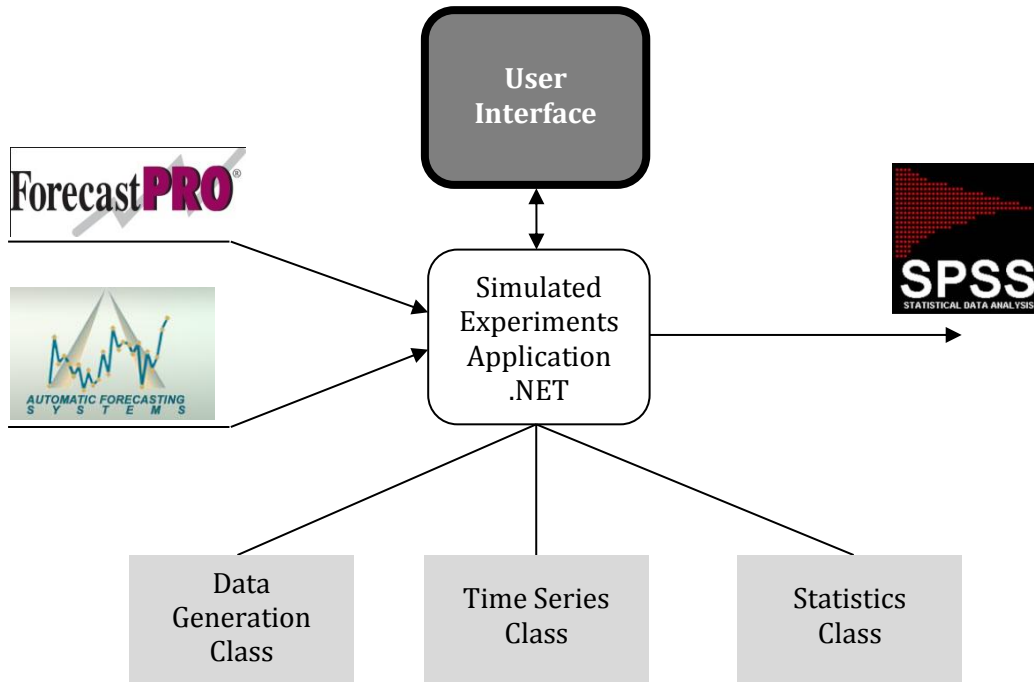 User
Interface
ForecastPRO®
Simulated
Experiments
Application
.NET
SPSS
STATISTICAL DATA ANALYSIS
AUTOMATIC FORECASTING
S Y S T E M S
Data
Generation
Class
Time Series
Class
Statistics
Class